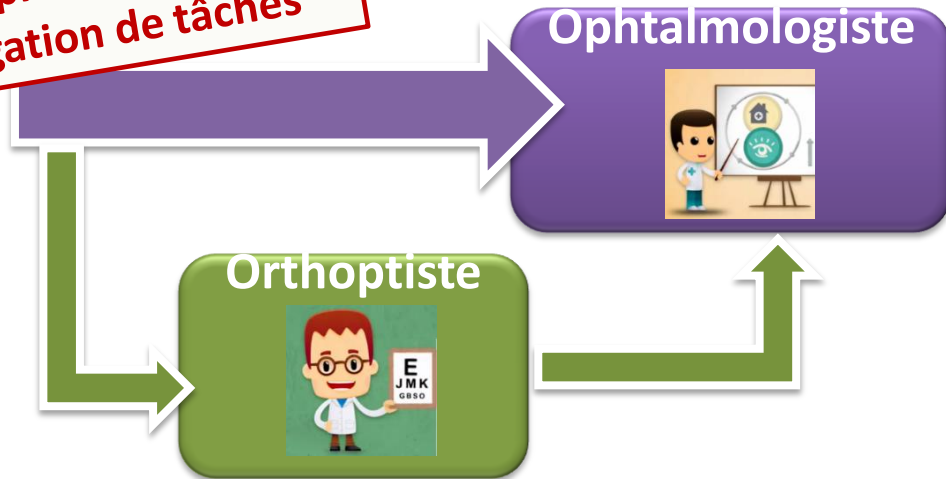 gation de tâches
Ophtalmologiste
Orthoptiste
E
JMK
GBSO